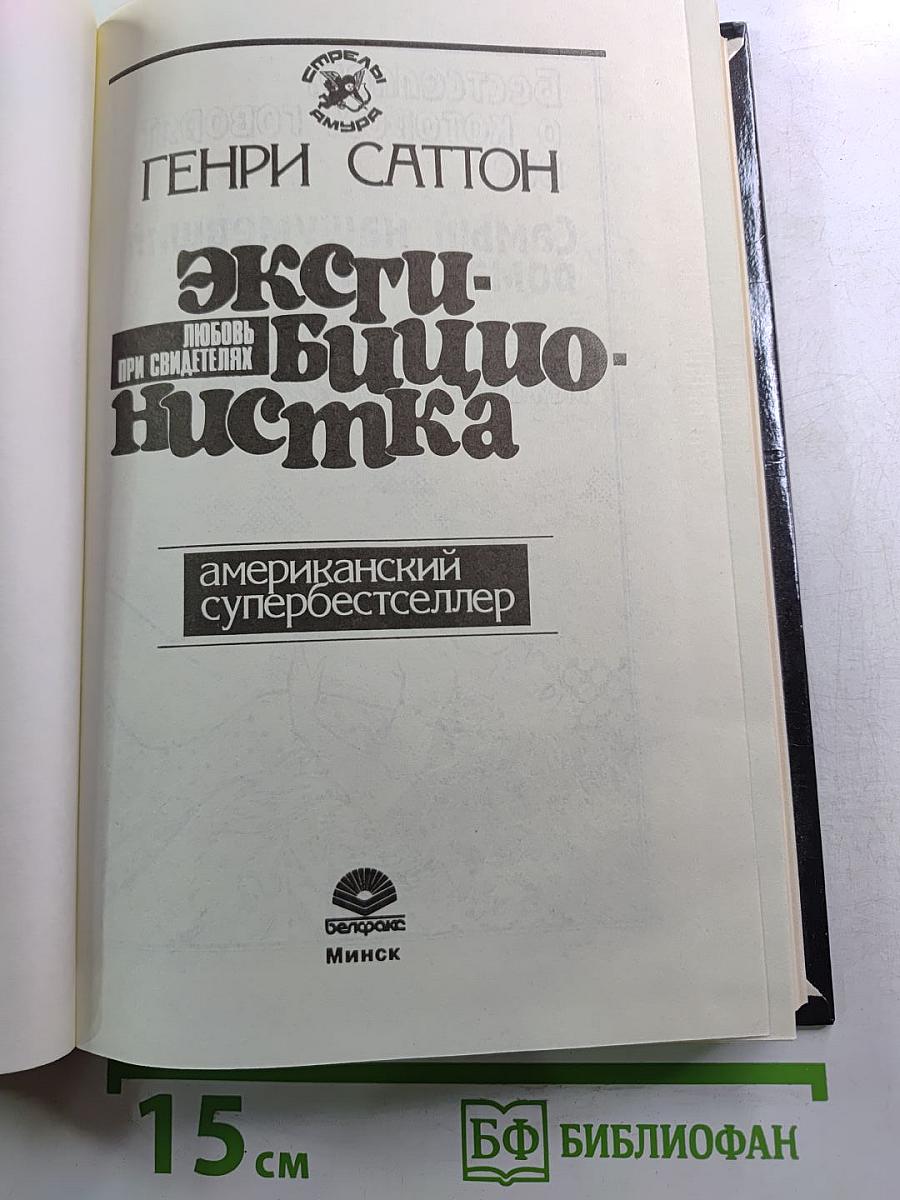 СТРЕЛЫ
АМУРА
ГЕНРИ САТТОН
ЭКСГИ-
ЛЮБОВЬ
ПРИ СВИДЕТЕЛЯХ
БИЦИО-
НИСТКА
американский
супербестселлер
белфакс
Минск
15 см
БФ БИБЛИОФАН